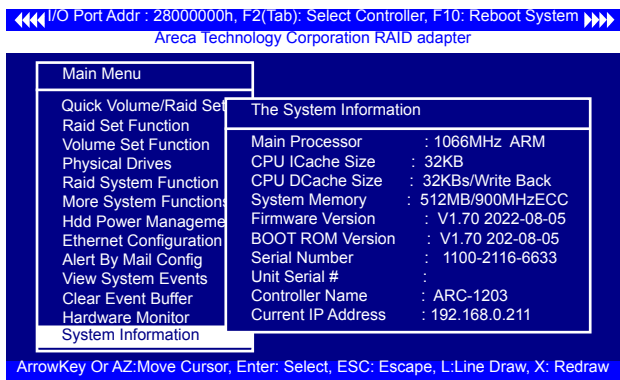 I/O Port Addr : 28000000h, F2(Tab): Select Controller, F10: Reboot System
Areca Technology Corporation RAID adapter
Main Menu
Quick Volume/Raid Set
Raid Set Function
Volume Set Function
Physical Drives
Raid System Function
More System Functions
Hdd Power Manageme
Ethernet Configuration
Alert By Mail Config
View System Events
Clear Event Buffer
Hardware Monitor
System Information
The System Information
Main Processor : 1066MHz ARM
CPU ICache Size : 32KB
CPU DCache Size : 32KBs/Write Back
System Memory : 512MB/900MHzECC
Firmware Version : V1.70 2022-08-05
BOOT ROM Version : V1.70 202-08-05
Serial Number : 1100-2116-6633
Unit Serial # :
Controller Name : ARC-1203
Current IP Address : 192.168.0.211
ArrowKey Or AZ:Move Cursor, Enter: Select, ESC: Escape, L:Line Draw, X: Redraw